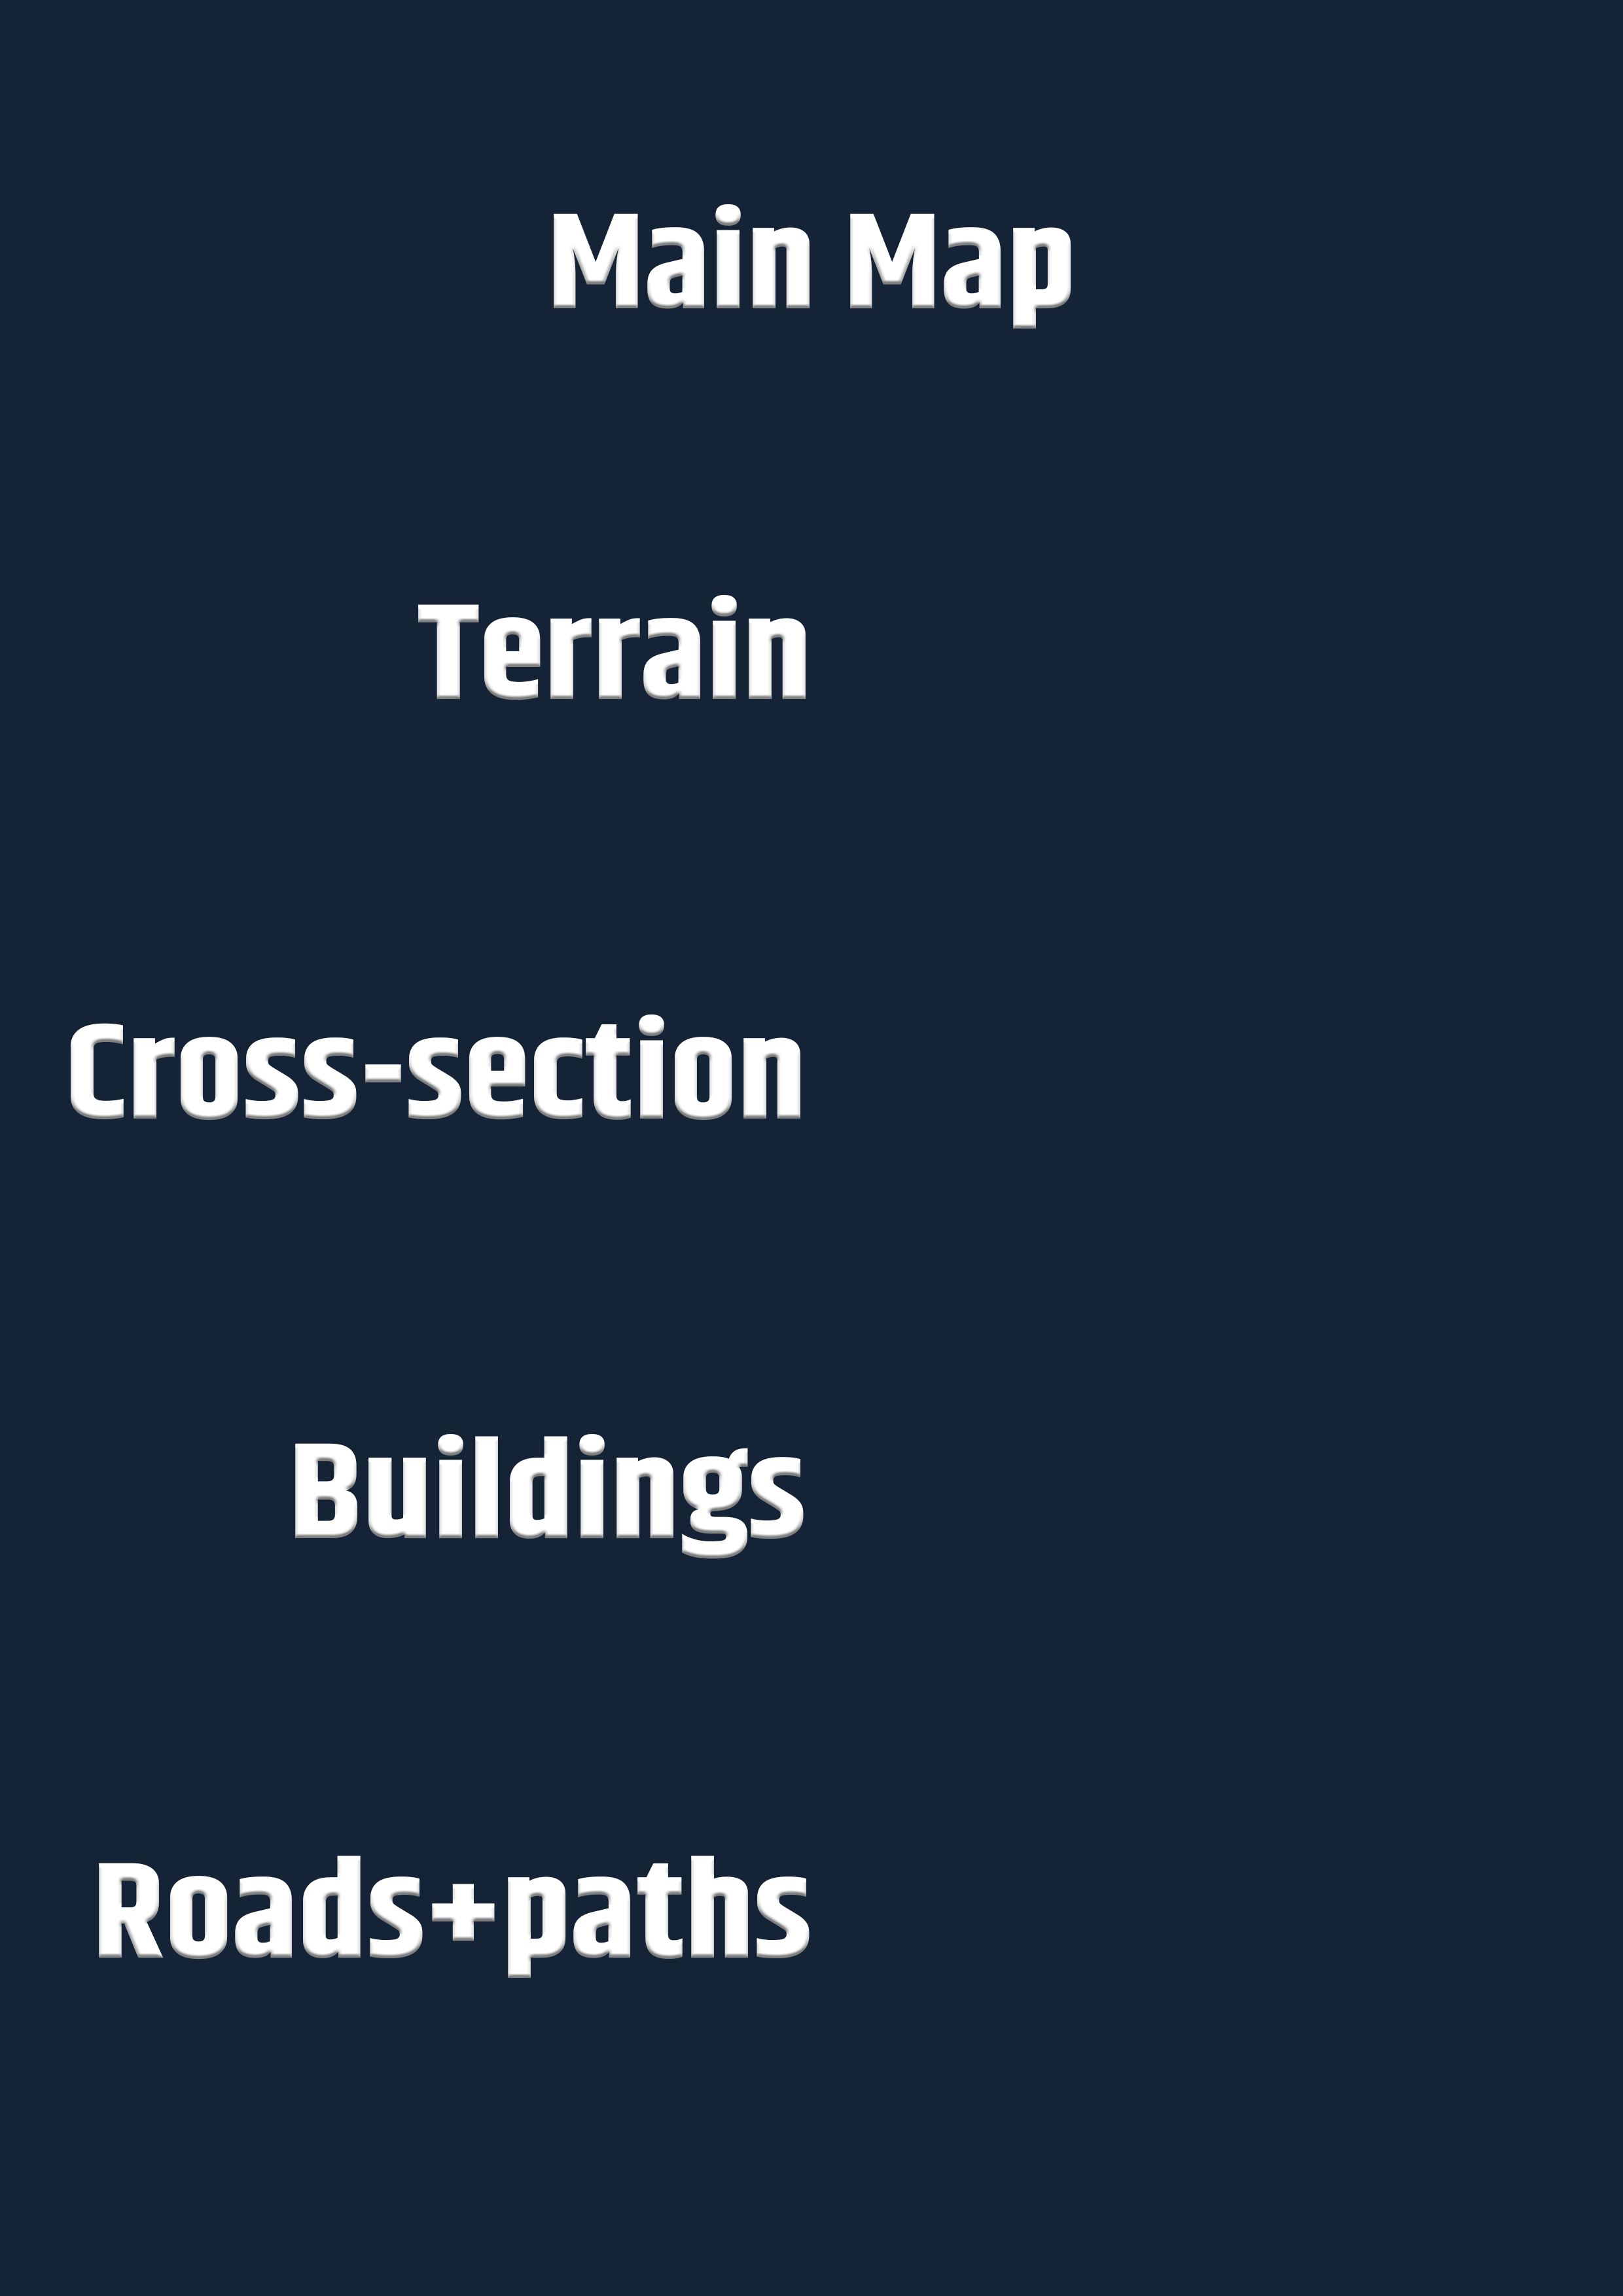 Main Map
Terrain
Cross-section
Buildings
Roads+paths